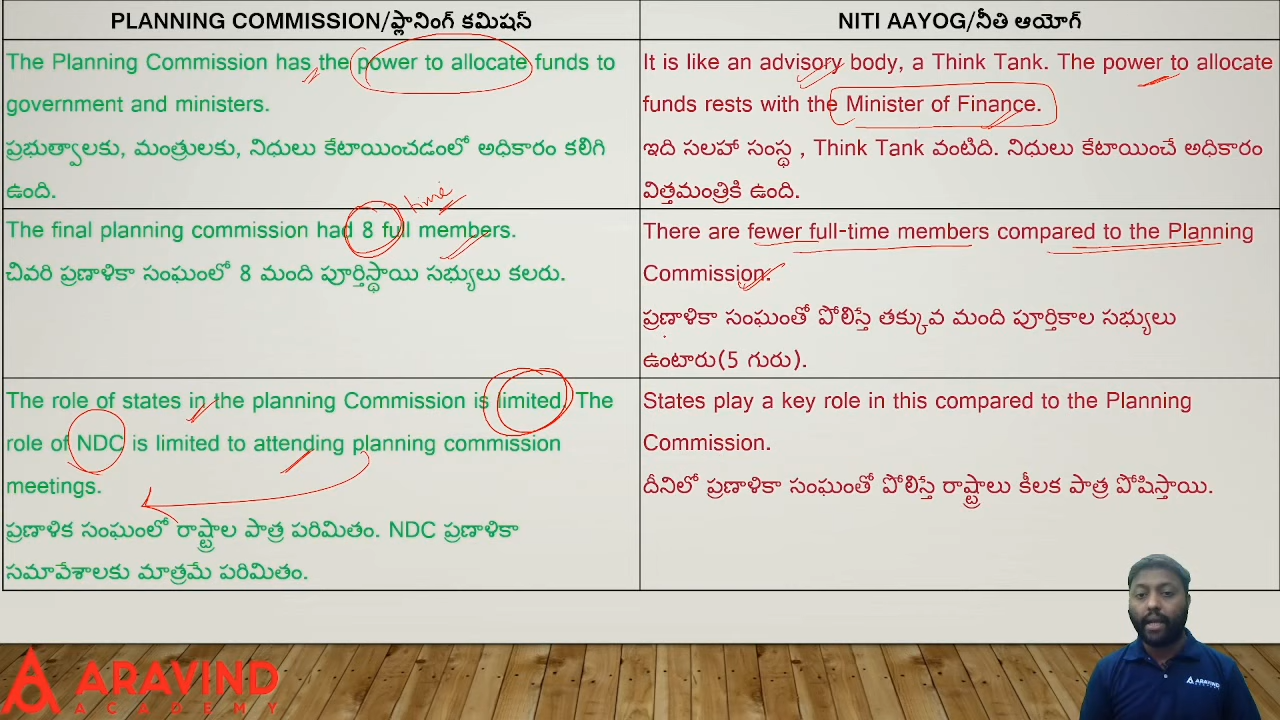 PLANNING COMMISSION/ప్లానింగ్ కమిషస్
NITI AAYOG/నీతి ఆయోగ్
The Planning Commission has the power to allocate funds to
government and ministers.
ప్రభుత్వాలకు, మంత్రులకు, నిధులు కేటాయించడంలో అధికారం కలిగి
ఉంది.
It is like an advisory body, a Think Tank. The power to allocate
funds rests with the Minister of Finance.
ఇది సలహా సంస్థ , Think Tank వంటిది. నిధులు కేటాయించే అధికారం
విత్తమంత్రికి ఉంది.
time
The final planning commission had 8 full members.
చివరి ప్రణాళికా సంఘంలో 8 మంది పూర్తిస్థాయి సభ్యులు కలరు.
There are fewer full-time members compared to the Planning
Commission.
ప్రణాళికా సంఘంతో పోలిస్తే తక్కువ మంది పూర్తికాల సభ్యులు
ఉంటారు(5 గురు).
The role of states in the planning Commission is limited. The
role of NDC is limited to attending planning commission
meetings.
ప్రణాళిక సంఘంలో రాష్ట్రాల పాత్ర పరిమితం. NDC ప్రణాళికా
సమావేశాలకు మాత్రమే పరిమితం.
States play a key role in this compared to the Planning
Commission.
దీనిలో ప్రణాళికా సంఘంతో పోలిస్తే రాష్ట్రాలు కీలక పాత్ర పోషిస్తాయి.
ARAVIND
ACADEMY
ARAVIND